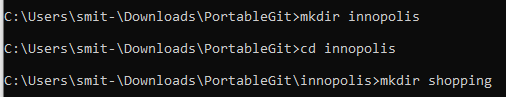 C:\Users\smit-\Downloads\PortableGit>mkdir innopolis
C:\Users\smit-\Downloads\PortableGit>cd innopolis
C:\Users\smit-\Downloads\PortableGit\innopolis>mkdir shopping